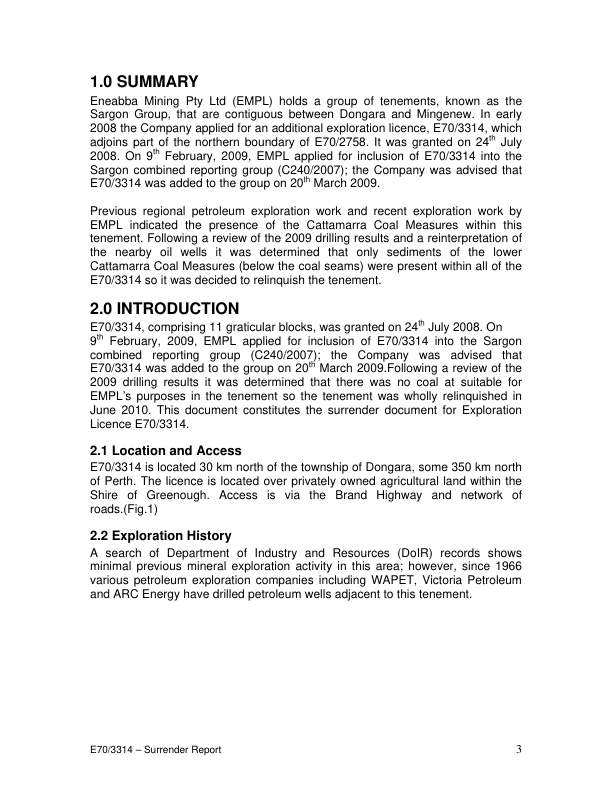 1.0 SUMMARY
Eneabba Mining Pty Ltd (EMPL) holds a group of tenements, known as the
Sargon Group, that are contiguous between Dongara and Mingenew. In early
2008 the Company applied for an additional exploration licence, E70/3314, which
adjoins part of the northern boundary of E70/2758. It was granted on 24th July
2008. On 9th February, 2009, EMPL applied for inclusion of E70/3314 into the
Sargon combined reporting group (C240/2007); the Company was advised that
E70/3314 was added to the group on 20th March 2009.
Previous regional petroleum exploration work and recent exploration work by
EMPL indicated the presence of the Cattamarra Coal Measures within this
tenement. Following a review of the 2009 drilling results and a reinterpretation of
the nearby oil wells it was determined that only sediments of the lower
Cattamarra Coal Measures (below the coal seams) were present within all of the
E70/3314 so it was decided to relinquish the tenement.
2.0 INTRODUCTION
E70/3314, comprising 11 graticular blocks, was granted on 24th July 2008. On
9th February, 2009, EMPL applied for inclusion of E70/3314 into the Sargon
combined reporting group (C240/2007); the Company was advised that
E70/3314 was added to the group on 20th March 2009.Following a review of the
2009 drilling results it was determined that there was no coal at suitable for
EMPL's purposes in the tenement so the tenement was wholly relinquished in
June 2010. This document constitutes the surrender document for Exploration
Licence E70/3314.
2.1 Location and Access
E70/3314 is located 30 km north of the township of Dongara, some 350 km north
of Perth. The licence is located over privately owned agricultural land within the
Shire of Greenough. Access is via the Brand Highway and network of
roads.(Fig.1)
2.2 Exploration History
A search of Department of Industry and Resources (DoIR) records shows
minimal previous mineral exploration activity in this area; however, since 1966
various petroleum exploration companies including WAPET, Victoria Petroleum
and ARC Energy have drilled petroleum wells adjacent to this tenement.
E70/3314 – Surrender Report 3